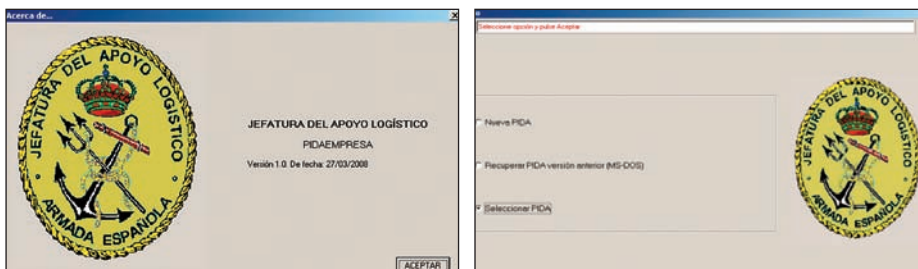 Acerca de...
JEFATURA DEL APOYO LOGÍSTICO
ARMADA ESPAÑOLA
JEFATURA DEL APOYO LOGÍSTICO
PIDAEMPRESA
Versión 1.0. De fecha: 27/03/2008
ACEPTAR
Seleccione opción y pulse Aceptar
Nueva PIDA
Recuperar PIDA versión anterior (MS-DOS)
Seleccionar PIDA
JEFATURA DEL APOYO LOGÍSTICO
ARMADA ESPAÑOLA